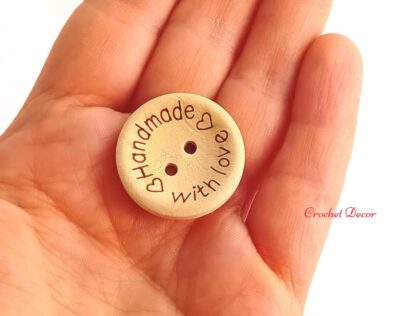 ♡Handmade♡
with love
Crochet Decor